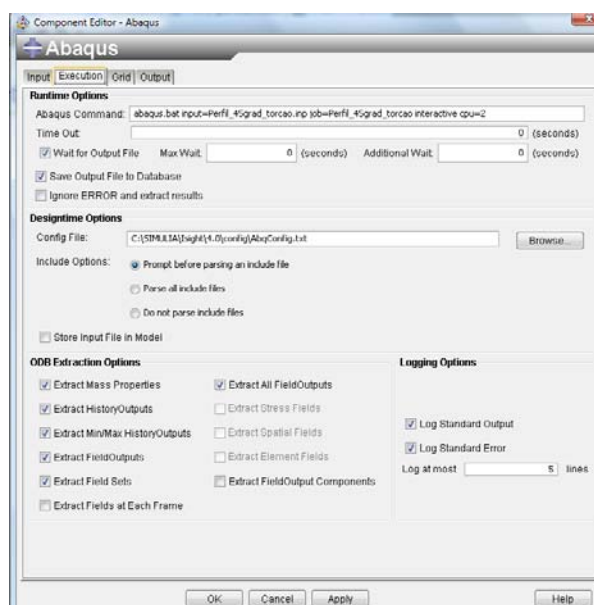 Component Editor - Abaqus
Abaqus
Input Execution Grid Output
Runtime Options
Abaqus Command: abaqus.bat input=Perfil_45grad_torcao.inp job=Perfil_45grad_torcao interactive cpu=2
Time Out: 0 (seconds)
Wait for Output File Max Wait: 0 (seconds) Additional Wait: 0 (seconds)
Save Output File to Database
Ignore ERROR and extract results
Designtime Options
Config File: C:\SIMULIA\Isight\4.0\config\AbqConfig.txt Browse...
Include Options: Prompt before parsing an include file
Parse all include files
Do not parse include files
Store Input File in Model
ODB Extraction Options Logging Options
Extract Mass Properties Extract All FieldOutputs
Extract HistoryOutputs Extract Stress Fields
Extract Min/Max HistoryOutputs Extract Spatial Fields Log Standard Output
Extract FieldOutputs Extract Element Fields Log Standard Error
Extract Field Sets Extract FieldOutput Components Log at most 5 lines
Extract Fields at Each Frame
OK Cancel Apply Help